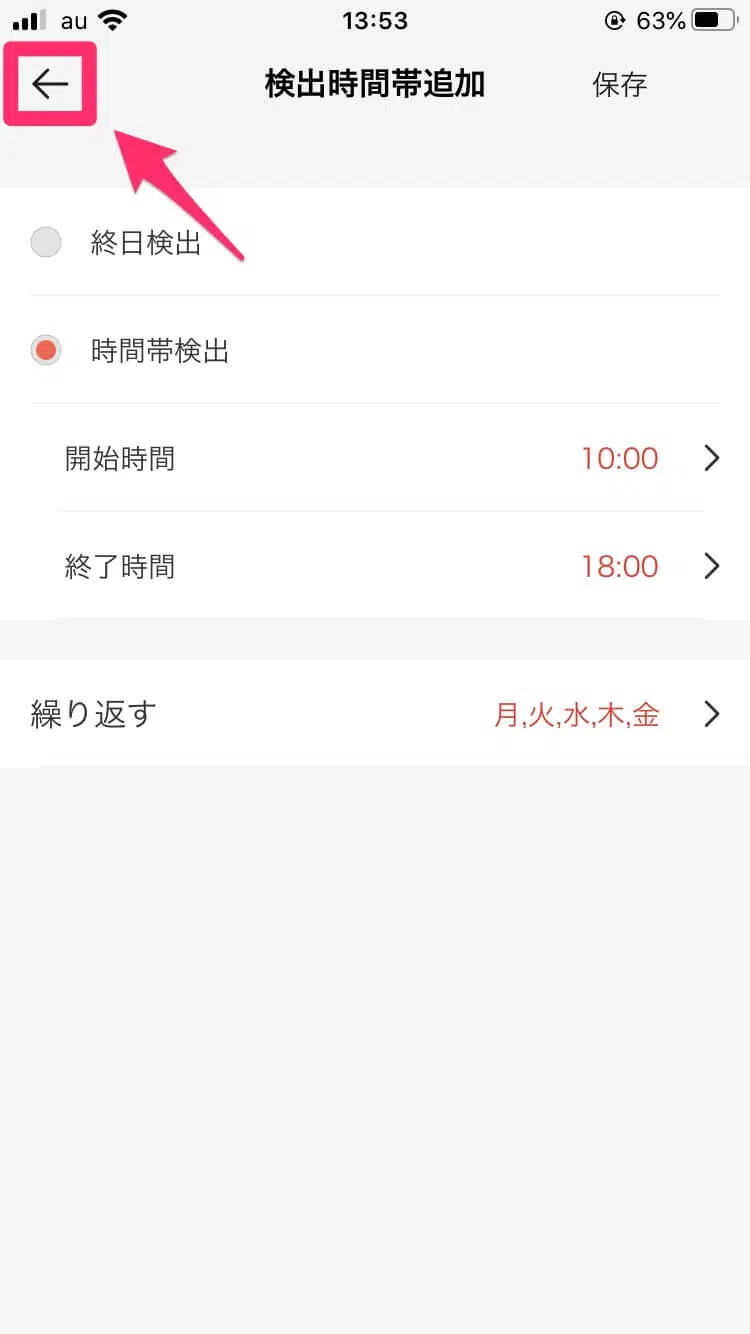 au 13:53 63%
検出時間帯追加 保存
終日検出
時間帯検出
開始時間 10:00
終了時間 18:00
繰り返す 月,火,水,木,金